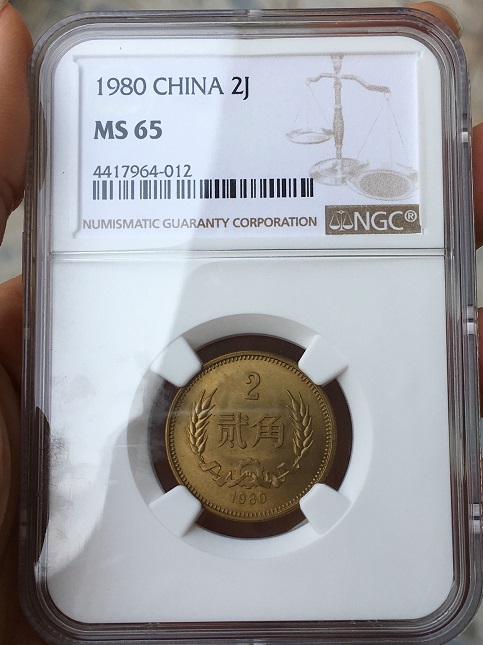 1980 CHINA 2J
MS 65
4417964-012
NUMISMATIC GUARANTY CORPORATION
NGC®
2
贰角
1980